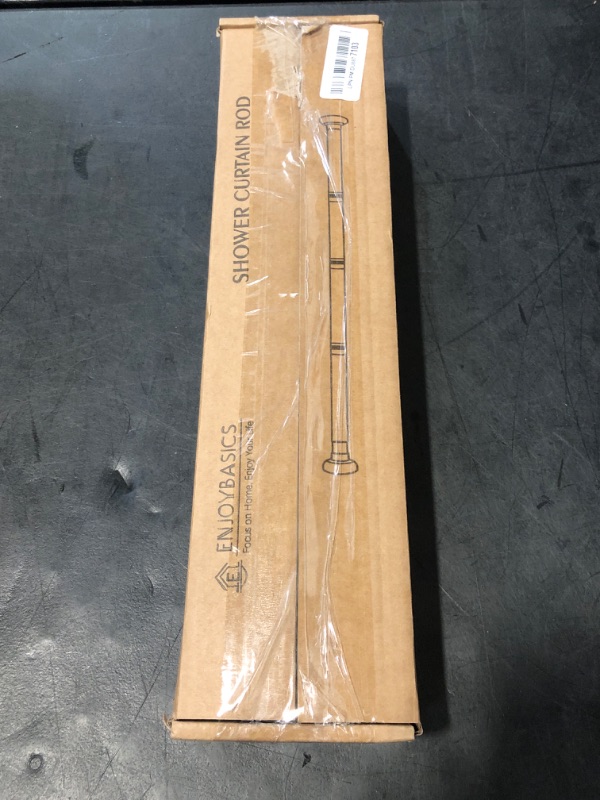 ENJOYBASICS
Focus on Home, Enjoy Your Life
SHOWER CURTAIN ROD